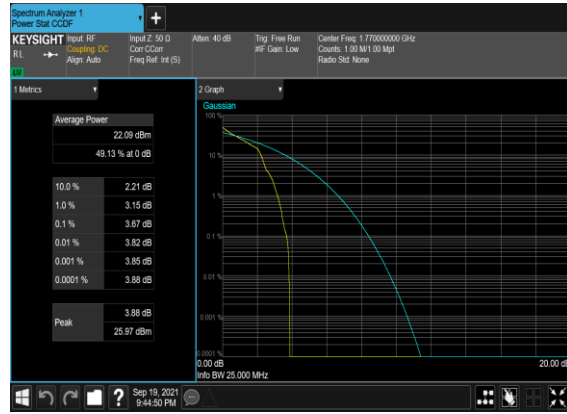 Spectrum Analyzer 1
Power Stat CCDF
+
KEYSIGHT
RL
Input: RF
Coupling: DC
Align: Auto
Input Z: 50 Ω
Corr CCorr
Freq Ref: Int (S)
Atten: 40 dB
Trig: Free Run
#IF Gain: Low
Center Freq: 1.770000000 GHz
Counts: 1.00 M/1.00 Mpt
Radio Std: None
1 Metrics
Average Power
22.09 dBm
49.13 % at 0 dB
10.0 % 2.21 dB
1.0 % 3.15 dB
0.1 % 3.67 dB
0.01 % 3.82 dB
0.001 % 3.85 dB
0.0001 % 3.88 dB
Peak
3.88 dB
25.97 dBm
2 Graph
Gaussian
100 %
10 %
1 %
0.1 %
0.01 %
0.001 %
0.0001 %
0.00 dB
20.00 dB
Info BW 25.000 MHz
?
Sep 19, 2021
9:44:50 PM